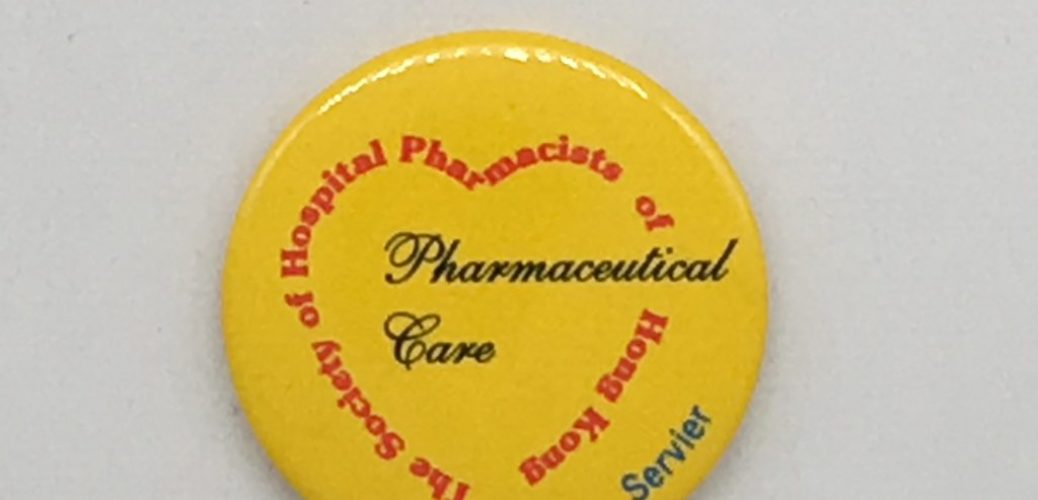 The Society of Hospital Pharmacists of Hong Kong
Pharmaceutical
Care
Servier